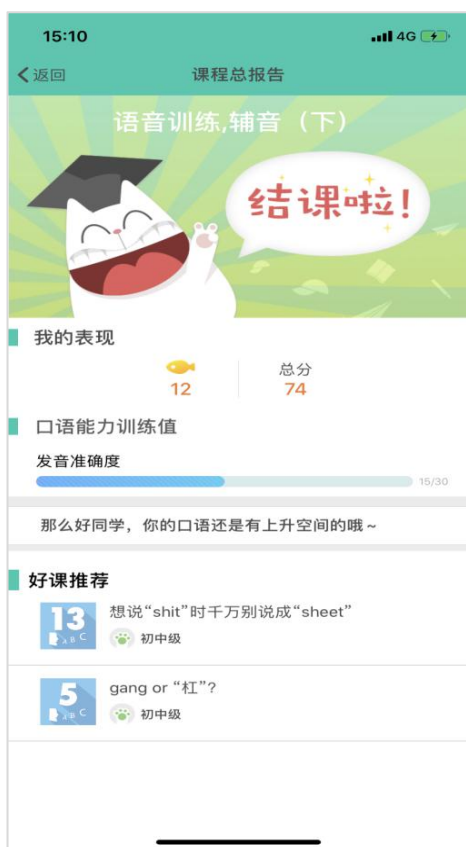 15:10
4G
返回
课程总报告
语音训练,辅音（下）
结课啦!
我的表现
总分
12
74
口语能力训练值
发音准确度
15/30
那么好同学，你的口语还是有上升空间的哦~
好课推荐
13
A B C
想说“shit”时千万别说成“sheet”
初中级
5
A B C
gang or “杠”?
初中级